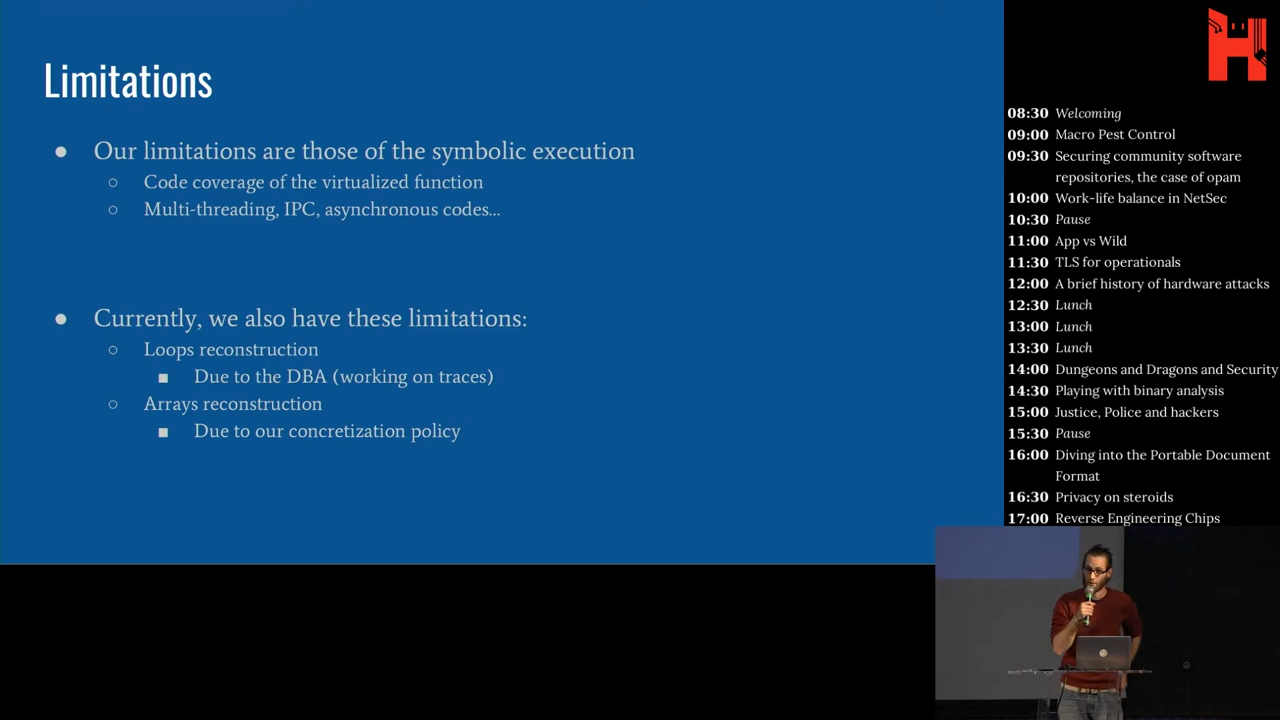 Limitations
● Our limitations are those of the symbolic execution
○ Code coverage of the virtualized function
○ Multi-threading, IPC, asynchronous codes...
● Currently, we also have these limitations:
○ Loops reconstruction
■ Due to the DBA (working on traces)
○ Arrays reconstruction
■ Due to our concretization policy
08:30 Welcoming
09:00 Macro Pest Control
09:30 Securing community software
repositories, the case of opam
10:00 Work-life balance in NetSec
10:30 Pause
11:00 App vs Wild
11:30 TLS for operationals
12:00 A brief history of hardware attacks
12:30 Lunch
13:00 Lunch
13:30 Lunch
14:00 Dungeons and Dragons and Security
14:30 Playing with binary analysis
15:00 Justice, Police and hackers
15:30 Pause
16:00 Diving into the Portable Document
Format
16:30 Privacy on steroids
17:00 Reverse Engineering Chips